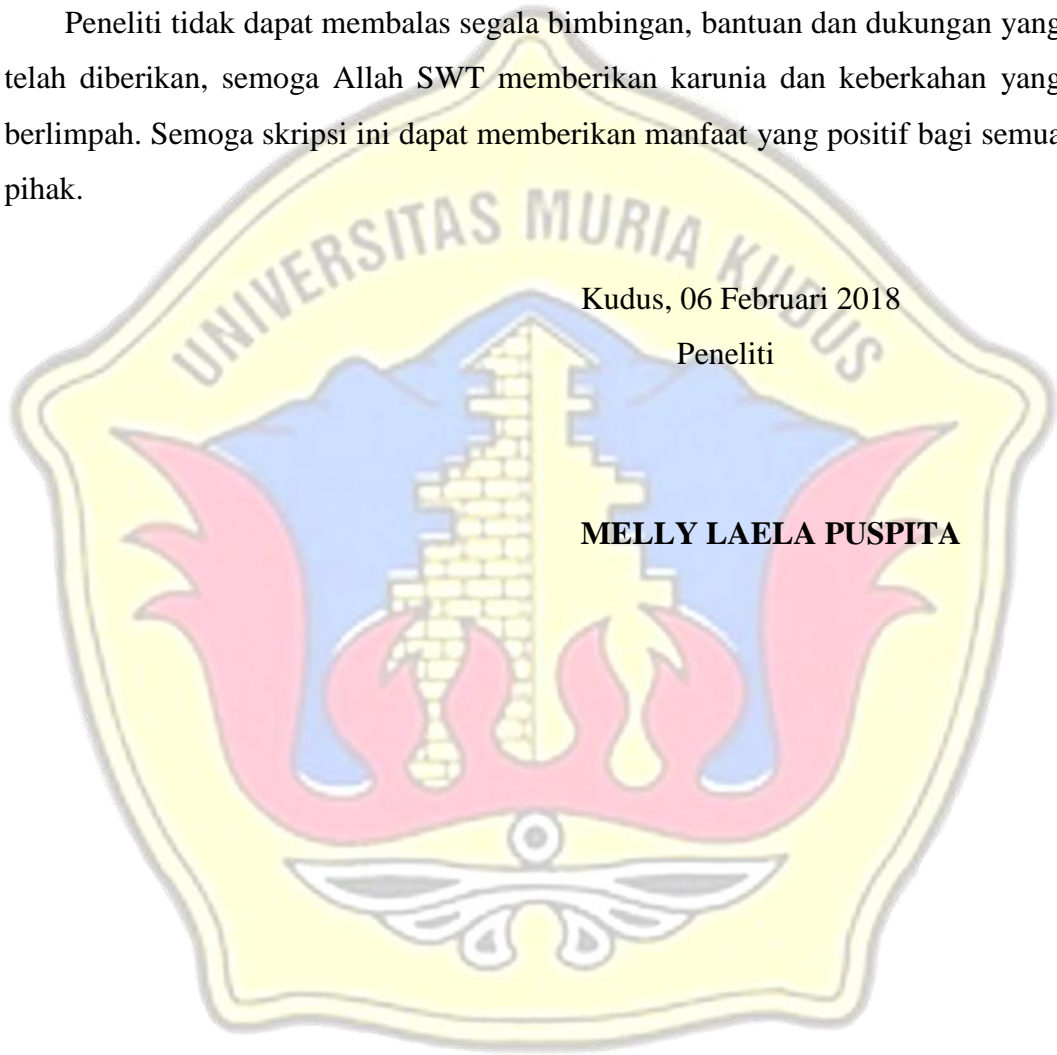 Peneliti tidak dapat membalas segala bimbingan, bantuan dan dukungan yang
telah diberikan, semoga Allah SWT memberikan karunia dan keberkahan yang
berlimpah. Semoga skripsi ini dapat memberikan manfaat yang positif bagi semua
pihak.
UNIVERSITAS MURIA KUDUS
Kudus, 06 Februari 2018
Peneliti
MELLY LAELA PUSPITA